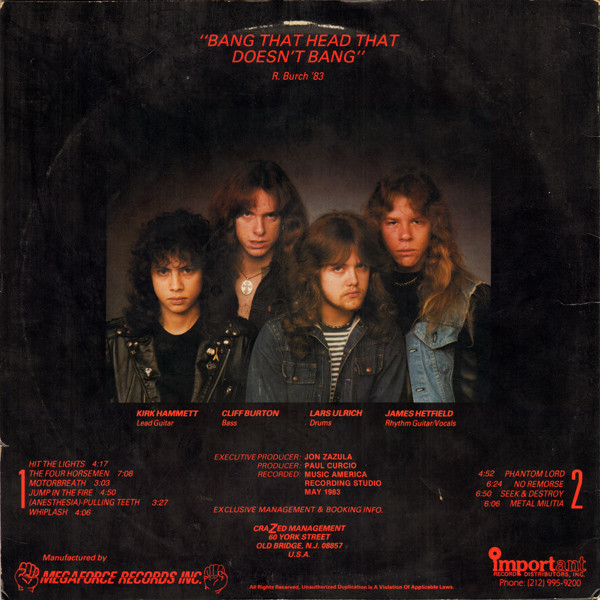 "BANG THAT HEAD THAT
DOESN'T BANG"
R. Burch '83
KIRK HAMMETT
Lead Guitar
CLIFF BURTON
Bass
LARS ULRICH
Drums
JAMES HETFIELD
Rhythm Guitar/Vocals
1
HIT THE LIGHTS 4:17
THE FOUR HORSEMEN 7:08
MOTORBREATH 3:03
JUMP IN THE FIRE 4:50
(ANESTHESIA)-PULLING TEETH 3:27
WHIPLASH 4:06
EXECUTIVE PRODUCER: JON ZAZULA
PRODUCER: PAUL CURCIO
RECORDED: MUSIC AMERICA
RECORDING STUDIO
MAY 1983
EXCLUSIVE MANAGEMENT & BOOKING INFO.
CRAZED MANAGEMENT
60 YORK STREET
OLD BRIDGE, N.J. 08857
U.S.A.
4:52 PHANTOM LORD
6:24 NO REMORSE
6:50 SEEK & DESTROY
6:06 METAL MILITIA
2
Manufactured by
MEGAFORCE RECORDS INC.
All Rights Reserved, Unauthorized Duplication is A Violation Of Applicable Laws.
important
RECORD DISTRIBUTORS, INC.
Phone: (212) 995-9200